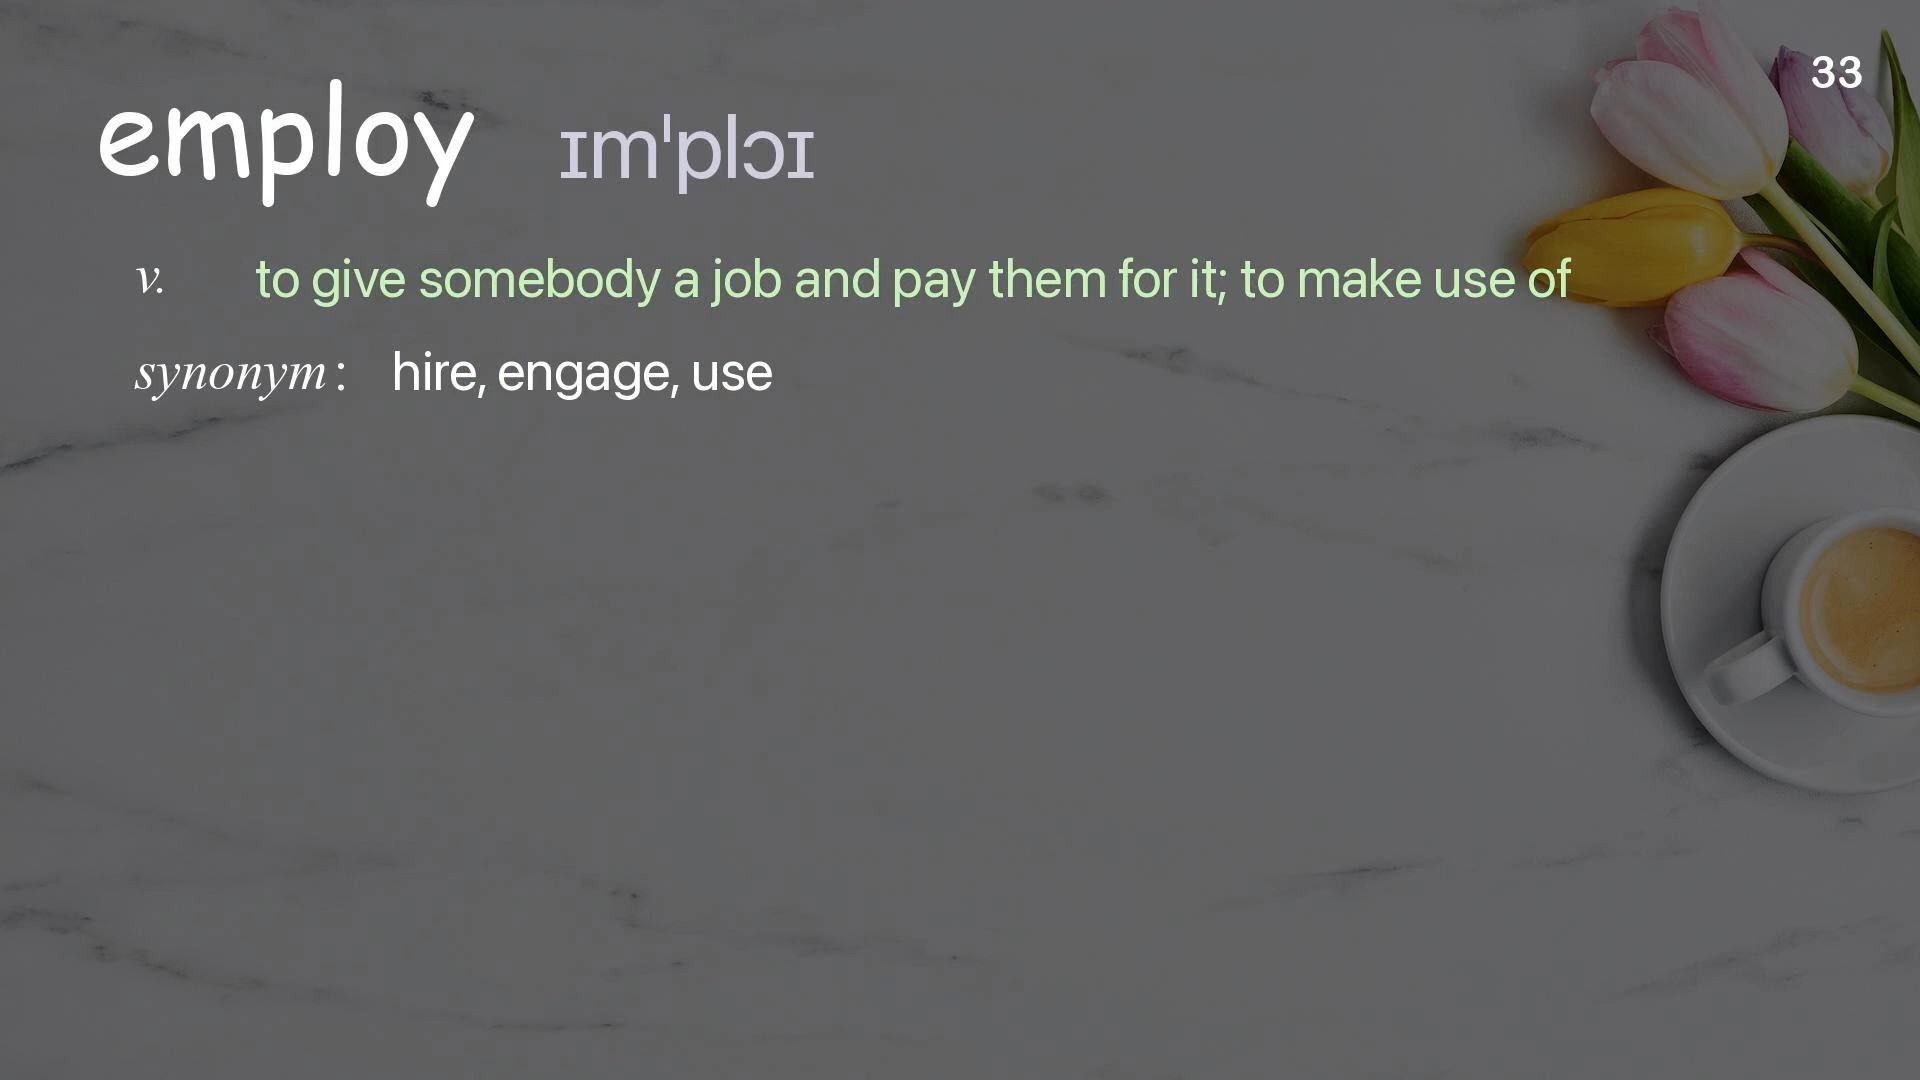 33
employ ɪmˈplɔɪ
v. to give somebody a job and pay them for it; to make use of
synonym : hire, engage, use